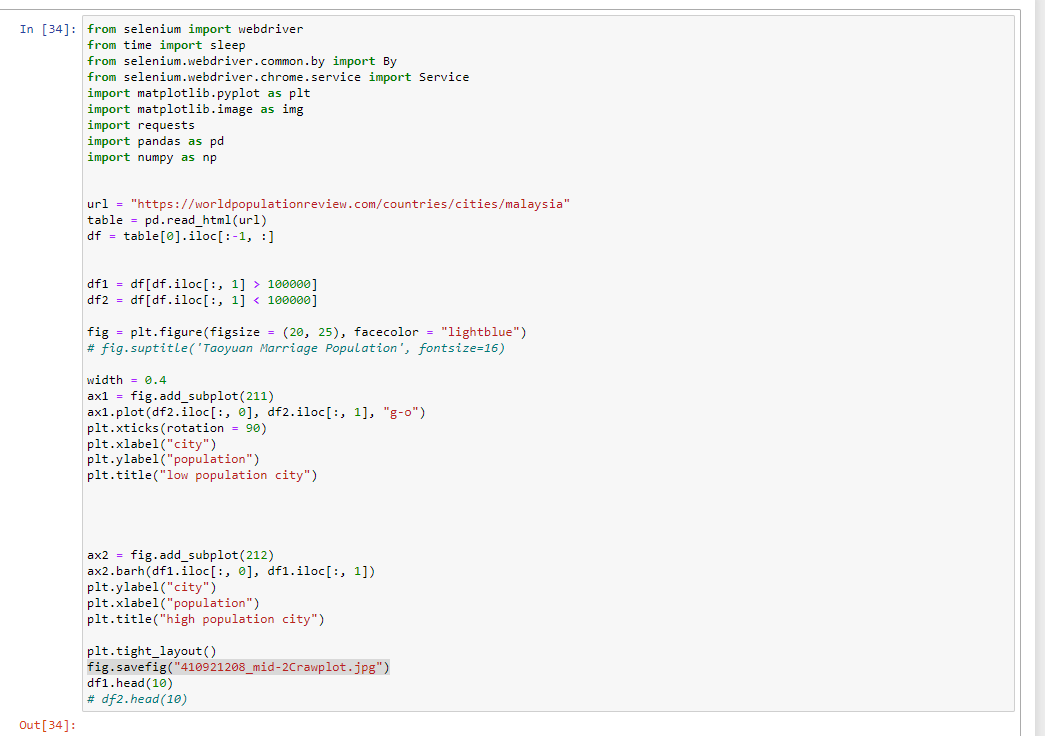 In [34]:
from selenium import webdriver
from time import sleep
from selenium.webdriver.common.by import By
from selenium.webdriver.chrome.service import Service
import matplotlib.pyplot as plt
import matplotlib.image as img
import requests
import pandas as pd
import numpy as np
url = "https://worldpopulationreview.com/countries/cities/malaysia"
table = pd.read_html(url)
df = table[0].iloc[:-1, :]
df1 = df[df.iloc[:, 1] > 100000]
df2 = df[df.iloc[:, 1] < 100000]
fig = plt.figure(figsize = (20, 25), facecolor = "lightblue")
# fig.suptitle('Taoyuan Marriage Population', fontsize=16)
width = 0.4
ax1 = fig.add_subplot(211)
ax1.plot(df2.iloc[:, 0], df2.iloc[:, 1], "g-o")
plt.xticks(rotation = 90)
plt.xlabel("city")
plt.ylabel("population")
plt.title("low population city")
ax2 = fig.add_subplot(212)
ax2.barh(df1.iloc[:, 0], df1.iloc[:, 1])
plt.ylabel("city")
plt.xlabel("population")
plt.title("high population city")
plt.tight_layout()
fig.savefig("410921208_mid-2Crawplot.jpg")
df1.head(10)
# df2.head(10)
Out[34]: